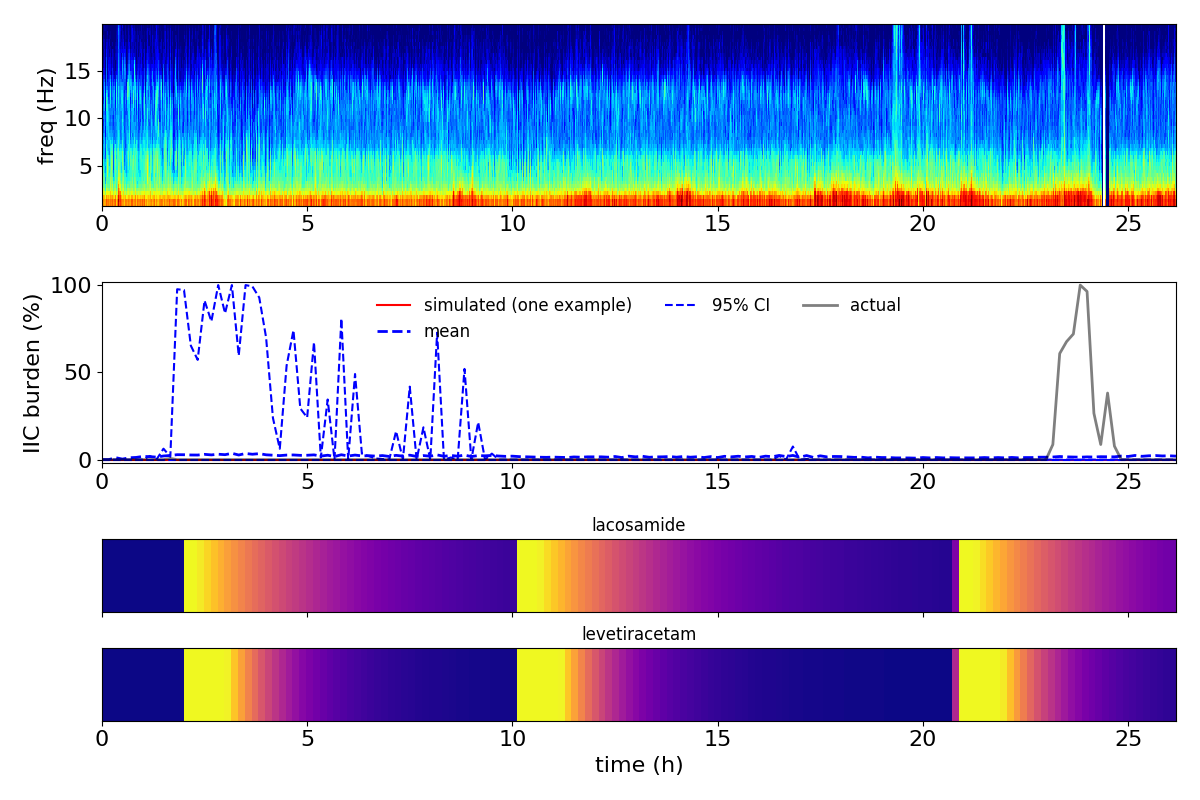 freq (Hz)
15
10
5
0 5 10 15 20 25
IIC burden (%)
100
50
0
simulated (one example) 95% CI actual
mean
0 5 10 15 20 25
lacosamide
levetiracetam
0 5 10 15 20 25
time (h)